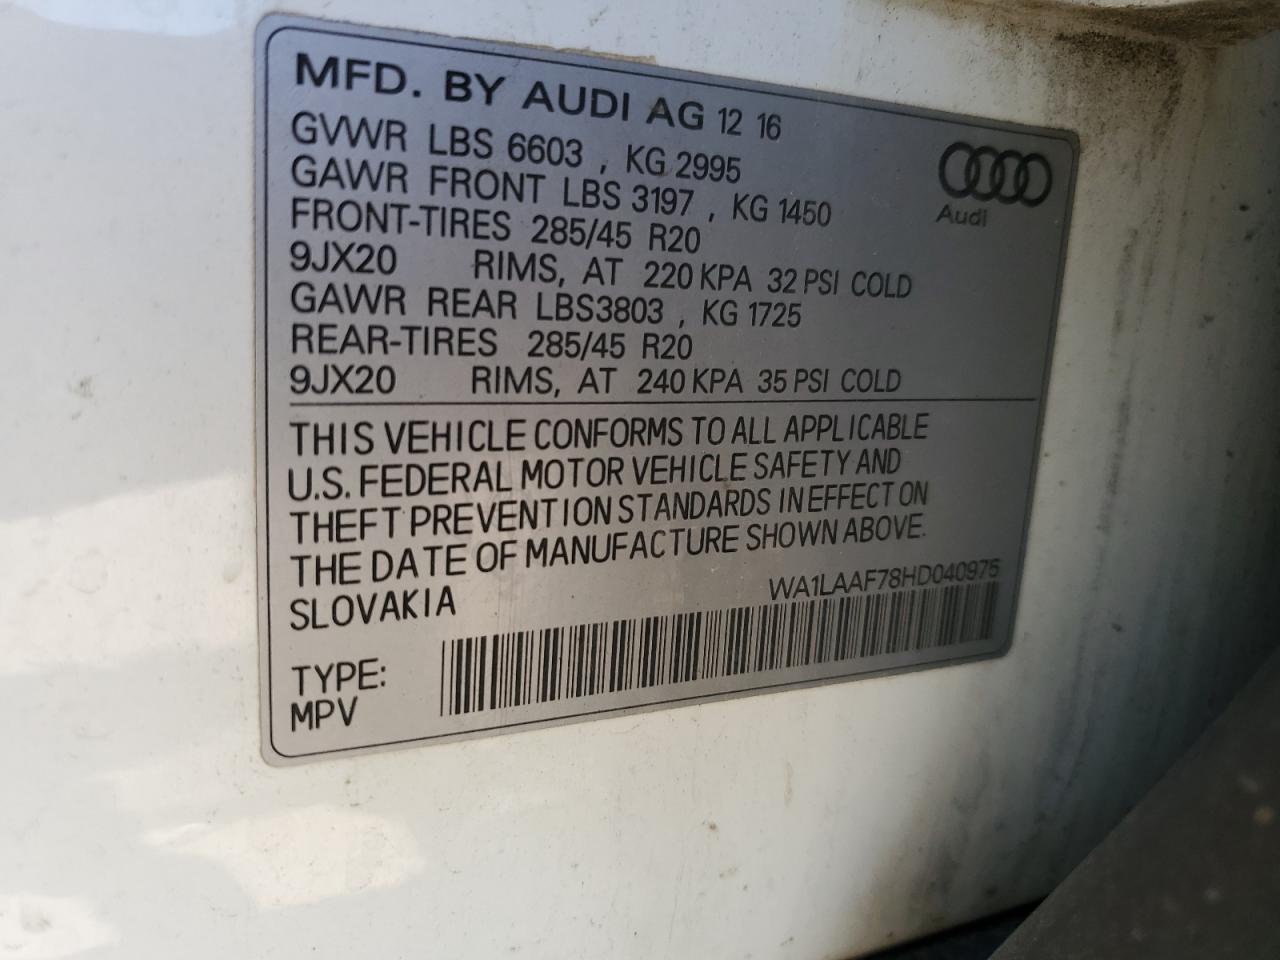 MFD. BY AUDI AG 12 16
GVWR LBS 6603 , KG 2995
GAWR FRONT LBS 3197 , KG 1450
FRONT-TIRES 285/45 R20
9JX20 RIMS, AT 220 KPA 32 PSI COLD
GAWR REAR LBS3803 , KG 1725
REAR-TIRES 285/45 R20
9JX20 RIMS, AT 240 KPA 35 PSI COLD
Audi
THIS VEHICLE CONFORMS TO ALL APPLICABLE
U.S. FEDERAL MOTOR VEHICLE SAFETY AND
THEFT PREVENTION STANDARDS IN EFFECT ON
THE DATE OF MANUFACTURE SHOWN ABOVE.
SLOVAKIA
WA1LAAF78HD040975
TYPE:
MPV